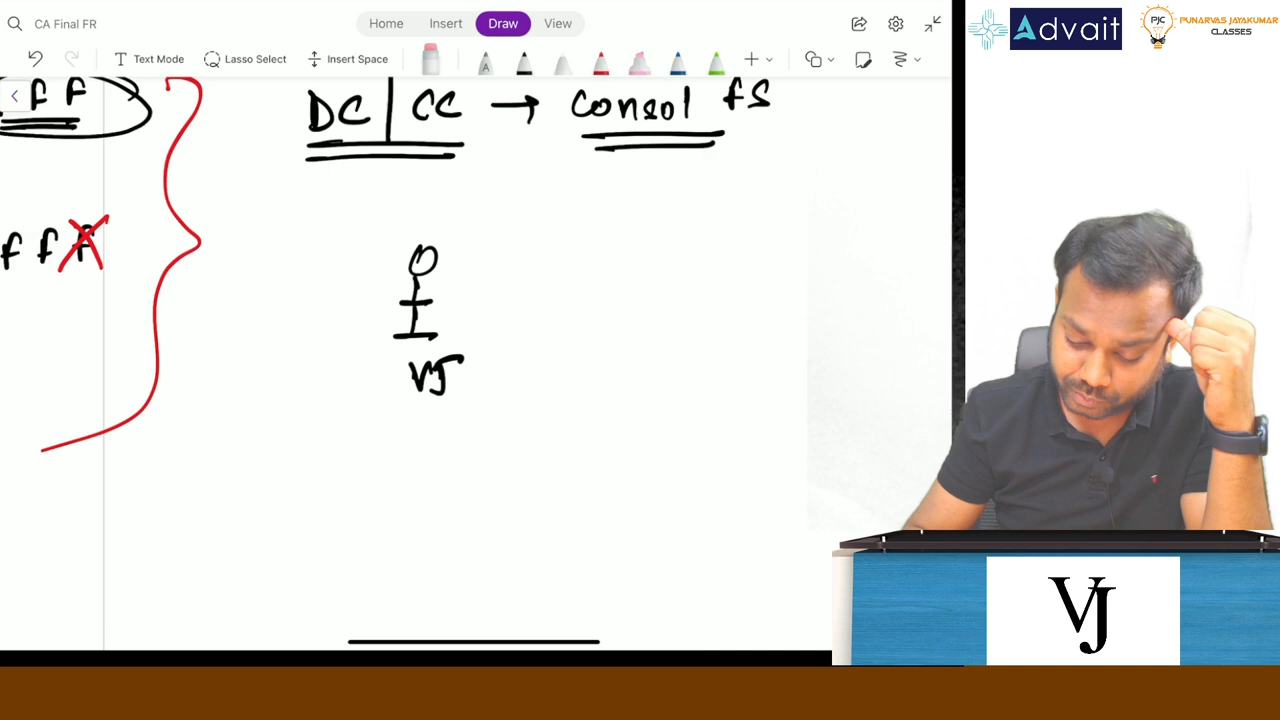 CA Final FR
Home Insert Draw View
Advait
PJC
PUNARVAS JAYAKUMAR
CLASSES
Text Mode
Lasso Select
Insert Space
A
F F
DC | CC → Consol FS
F F F
VJ
VJ